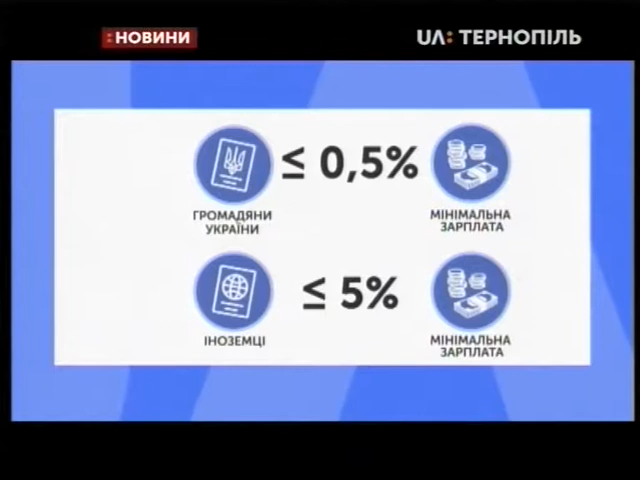 :НОВИНИ
UA: ТЕРНОПІЛЬ
≤ 0,5%
ГРОМАДЯНИ
УКРАЇНИ
МІНІМАЛЬНА
ЗАРПЛАТА
≤ 5%
ІНОЗЕМЦІ
МІНІМАЛЬНА
ЗАРПЛАТА